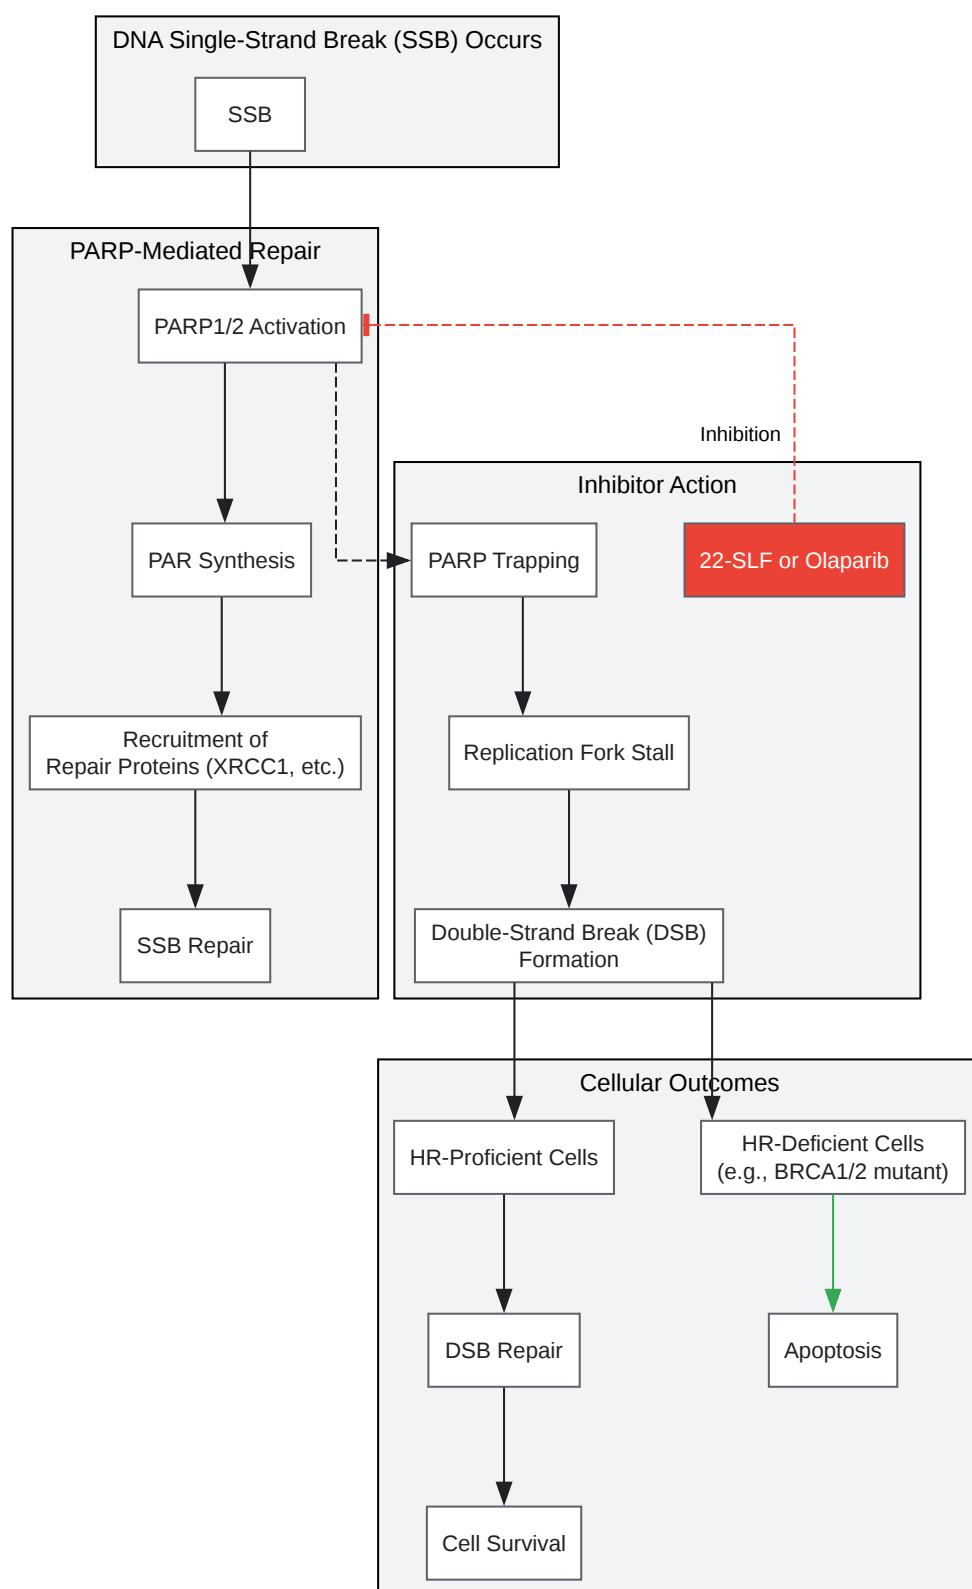 DNA Single-Strand Break (SSB) Occurs
SSB
PARP-Mediated Repair
PARP1/2 Activation
PAR Synthesis
Recruitment of
Repair Proteins (XRCC1, etc.)
SSB Repair
Inhibition
Inhibitor Action
PARP Trapping
22-SLF or Olaparib
Replication Fork Stall
Double-Strand Break (DSB)
Formation
Cellular Outcomes
HR-Proficient Cells
HR-Deficient Cells
(e.g., BRCA1/2 mutant)
DSB Repair
Apoptosis
Cell Survival